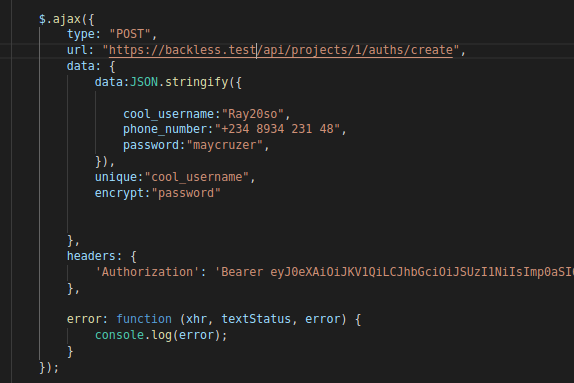 $.ajax({
type: "POST",
url: "https://backless.test/api/projects/1/auths/create",
data: {
data:JSON.stringify({
cool_username:"Ray20so",
phone_number:"+234 8934 231 48",
password:"maycruzer",
}),
unique:"cool_username",
encrypt:"password"
},
headers: {
'Authorization': 'Bearer eyJ0eXAiOiJKV1QiLCJhbGciOiJSUzI1NiIsImp0aSI6
},
error: function (xhr, textStatus, error) {
console.log(error);
}
});